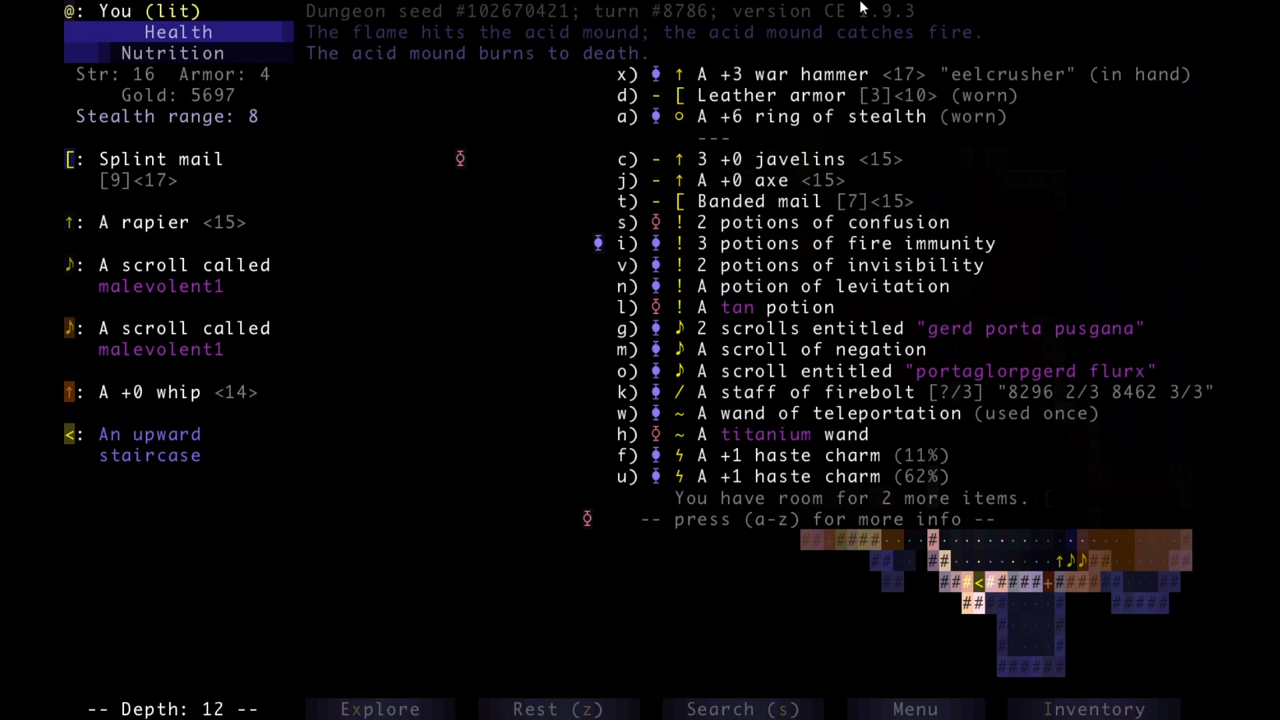 @: You (lit)
Dungeon seed #102670421; turn #8786; version CE 1.9.3
Health
The flame hits the acid mound; the acid mound catches fire.
Nutrition
The acid mound burns to death.
Str: 16 Armor: 4
Gold: 5697
Stealth range: 8
[: Splint mail
[9]<17>
↑: A rapier <15>
♪: A scroll called
malevolent1
♪: A scroll called
malevolent1
↑: A +0 whip <14>
<: An upward
staircase
x) ↑ A +3 war hammer <17> "eelcrusher" (in hand)
d) - [ Leather armor [3]<10> (worn)
a) ○ A +6 ring of stealth (worn)
---
c) - ↑ 3 +0 javelins <15>
j) - ↑ A +0 axe <15>
t) - [ Banded mail [7]<15>
s) ! 2 potions of confusion
i) ! 3 potions of fire immunity
v) ! 2 potions of invisibility
n) ! A potion of levitation
l) ! A tan potion
g) ♪ 2 scrolls entitled "gerd porta pusgana"
m) ♪ A scroll of negation
o) ♪ A scroll entitled "portaglorpgerd flurx"
k) / A staff of firebolt [?/3] "8296 2/3 8462 3/3"
w) ~ A wand of teleportation (used once)
h) ~ A titanium wand
f) ϟ A +1 haste charm (11%)
u) ϟ A +1 haste charm (62%)
You have room for 2 more items.
-- press (a-z) for more info --
-- Depth: 12 --
Explore
Rest (z)
Search (s)
Menu
Inventory